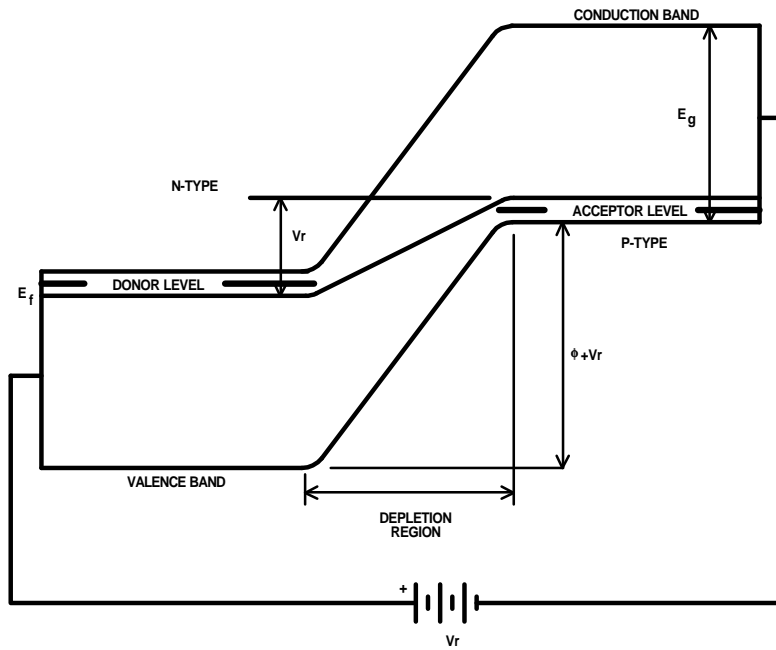 CONDUCTION BAND
E g
N-TYPE
Vr
ACCEPTOR LEVEL
P-TYPE
E f
DONOR LEVEL
ϕ +Vr
VALENCE BAND
DEPLETION
REGION
+
Vr